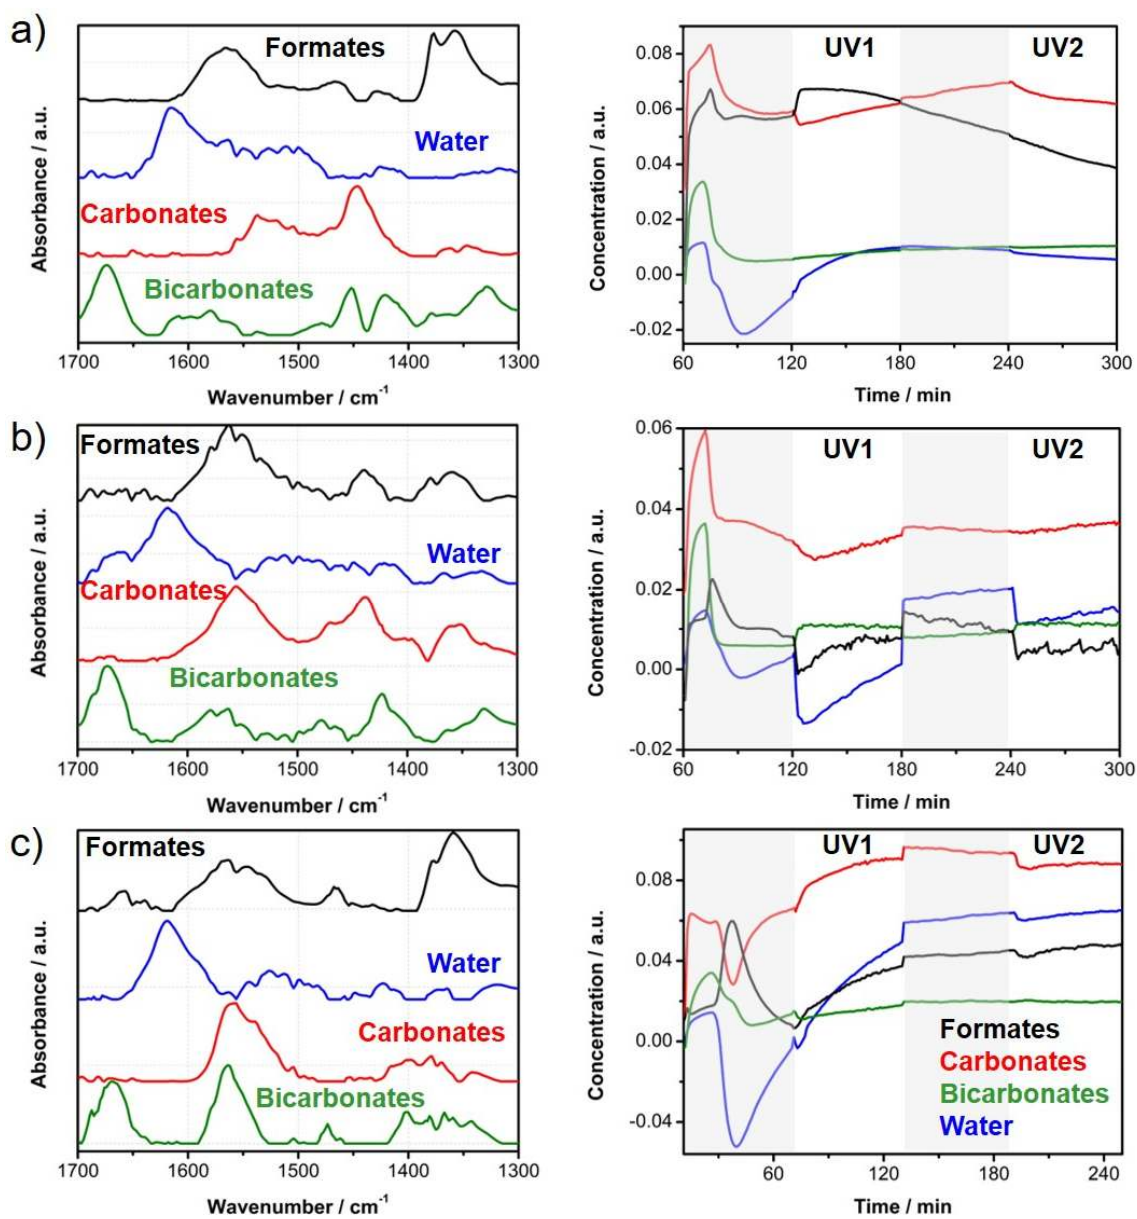 a)
Formates
Water
Carbonates
Bicarbonates
Absorbance / a.u.
1700 1600 1500 1400 1300
Wavenumber / cm⁻¹
UV1 UV2
Concentration / a.u.
0.08
0.06
0.04
0.02
0.00
-0.02
60 120 180 240 300
Time / min
b)
Formates
Water
Carbonates
Bicarbonates
Absorbance / a.u.
1700 1600 1500 1400 1300
Wavenumber / cm⁻¹
UV1 UV2
Concentration / a.u.
0.06
0.04
0.02
0.00
-0.02
60 120 180 240 300
Time / min
c)
Formates
Water
Carbonates
Bicarbonates
Absorbance / a.u.
1700 1600 1500 1400 1300
Wavenumber / cm⁻¹
UV1 UV2
Concentration / a.u.
0.08
0.04
0.00
-0.04
Formates
Carbonates
Bicarbonates
Water
60 120 180 240
Time / min